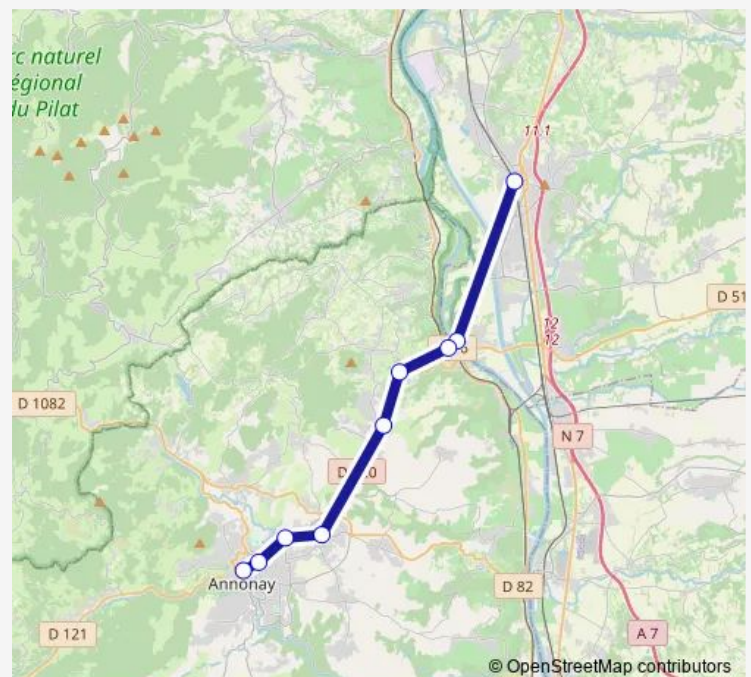 rc naturel
égional
du Pilat
11.1
D 51
12
12
D 1082
N 7
Annonay
D 82
D 121
A 7
© OpenStreetMap contributors